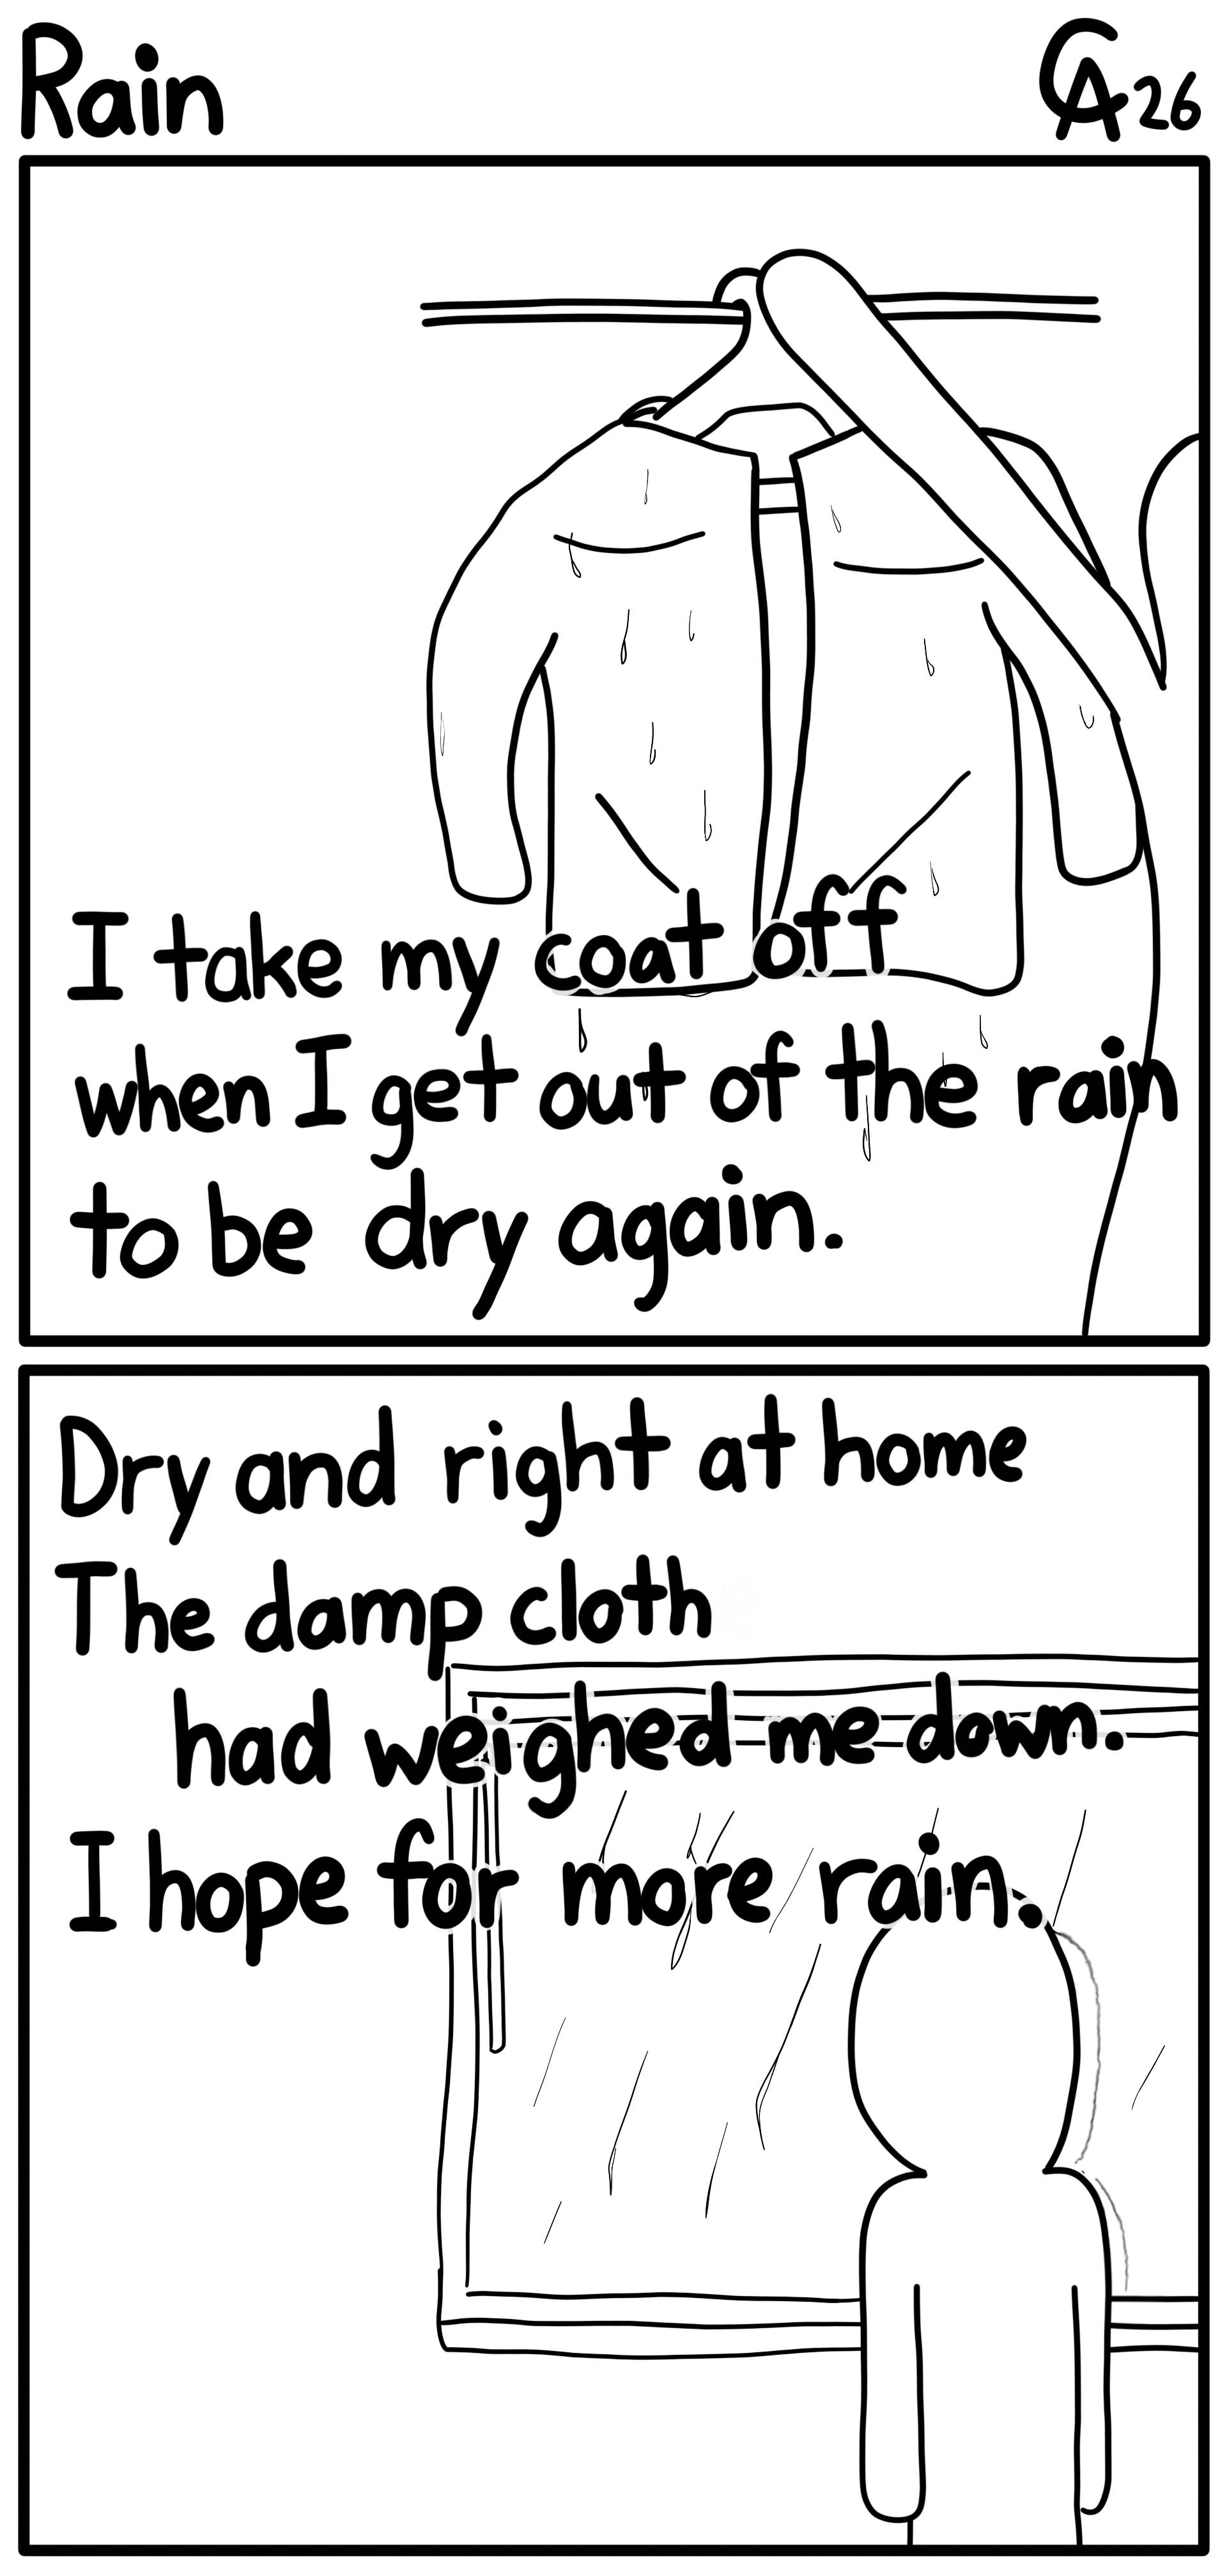 Rain
CA 26
I take my coat off
when I get out of the rain
to be dry again.
Dry and right at home
The damp cloth
had weighed me down.
I hope for more rain.